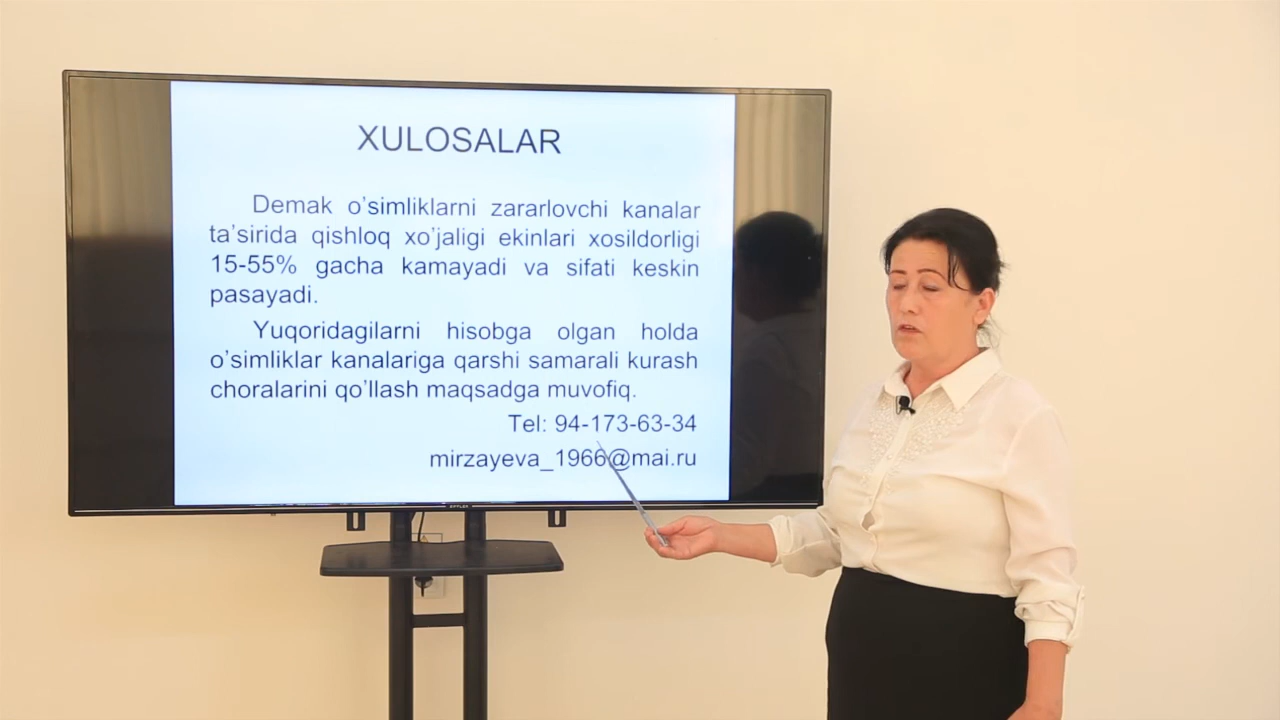 XULOSALAR
Demak o’simliklarni zararlovchi kanalar
ta’sirida qishloq xo’jaligi ekinlari xosildorligi
15-55% gacha kamayadi va sifati keskin
pasayadi.
Yuqoridagilarni hisobga olgan holda
o’simliklar kanalariga qarshi samarali kurash
choralarini qo’llash maqsadga muvofiq.
Tel: 94-173-63-34
mirzayeva_1966@mai.ru